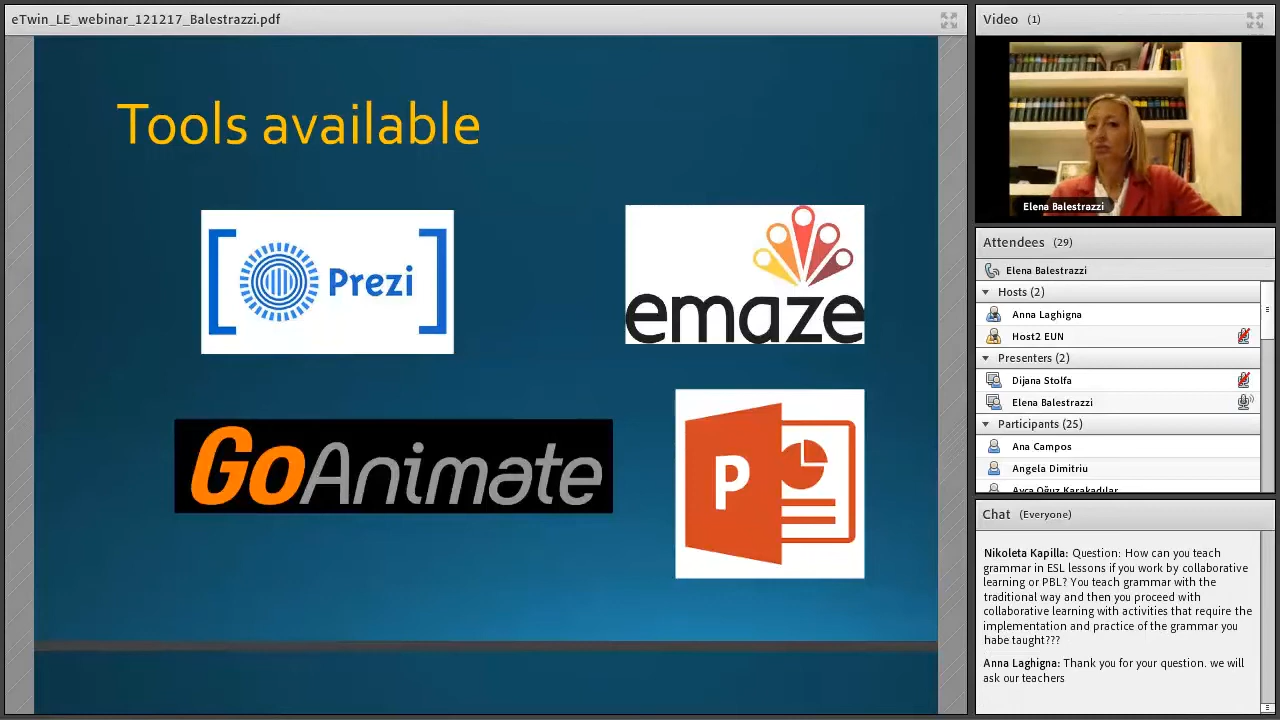 eTwin_LE_webinar_121217_Balestrazzi.pdf
Tools available
Prezi
emaze
GoAnimate
P
Video (1)
Elena Balestrazzi
Attendees (29)
Elena Balestrazzi
Hosts (2)
Anna Laghigna
Host2 EUN
Presenters (2)
Dijana Stolfa
Elena Balestrazzi
Participants (25)
Ana Campos
Angela Dimitriu
Ayça Oğuz Karakadılar
Chat (Everyone)
Nikoleta Kapilla: Question: How can you teach
grammar in ESL lessons if you work by collaborative
learning or PBL? You teach grammar with the
traditional way and then you proceed with
collaborative learning with activities that require the
implementation and practice of the grammar you
habe taught???
Anna Laghigna: Thank you for your question. we will
ask our teachers